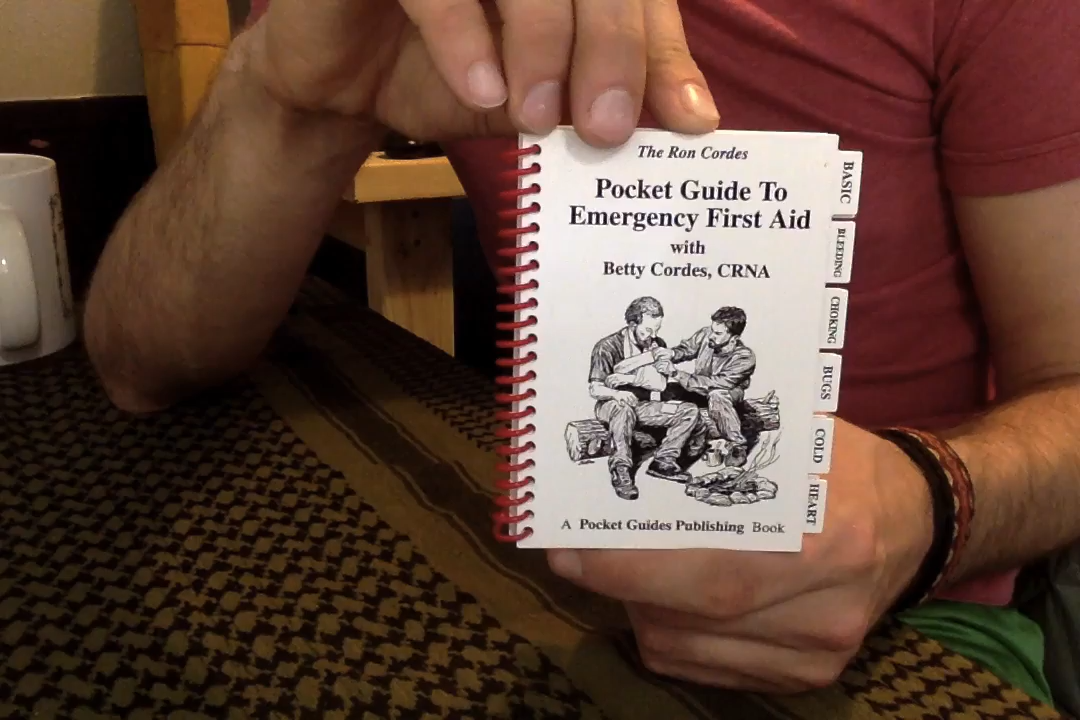 The Ron Cordes
Pocket Guide To
Emergency First Aid
with
Betty Cordes, CRNA
A Pocket Guides Publishing Book
BASIC
BLEEDING
CHOKING
BUGS
COLD
HEART